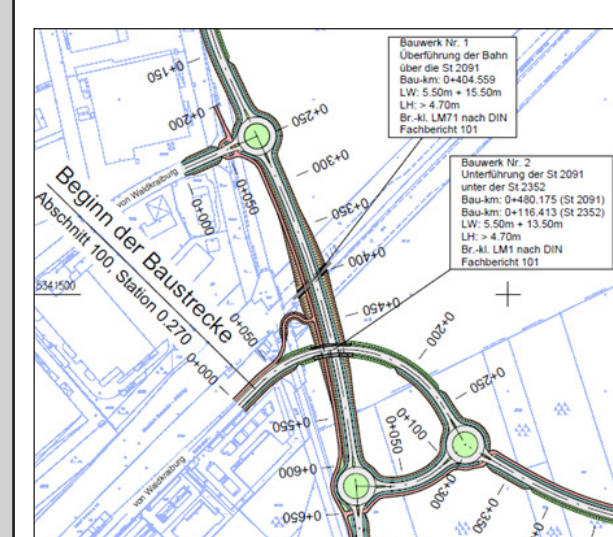 Bauwerk Nr. 1
Überführung der Bahn
über die St 2091
Bau-km: 0+404.559
LW: 5.50m + 15.50m
LH: > 4.70m
Br.-kl. LM71 nach DIN
Fachbericht 101
Bauwerk Nr. 2
Unterführung der St 2091
unter der St 2352
Bau-km: 0+480.175 (St 2091)
Bau-km: 0+116.413 (St 2352)
LW: 5.50m + 13.50m
LH: > 4.70m
Br.-kl. LM1 nach DIN
Fachbericht 101
0+150
0+200
0+250
0+300
0+350
0+400
0+450
von Waldkraiburg
0+000
0+050
Beginn der Baustrecke
Abschnitt 100, Station 0.270
5341500
0+050
0+000
0+200
0+250
0+550
0+600
0+650
0+050
0+100
0+300
0+350
von Waldkraiburg